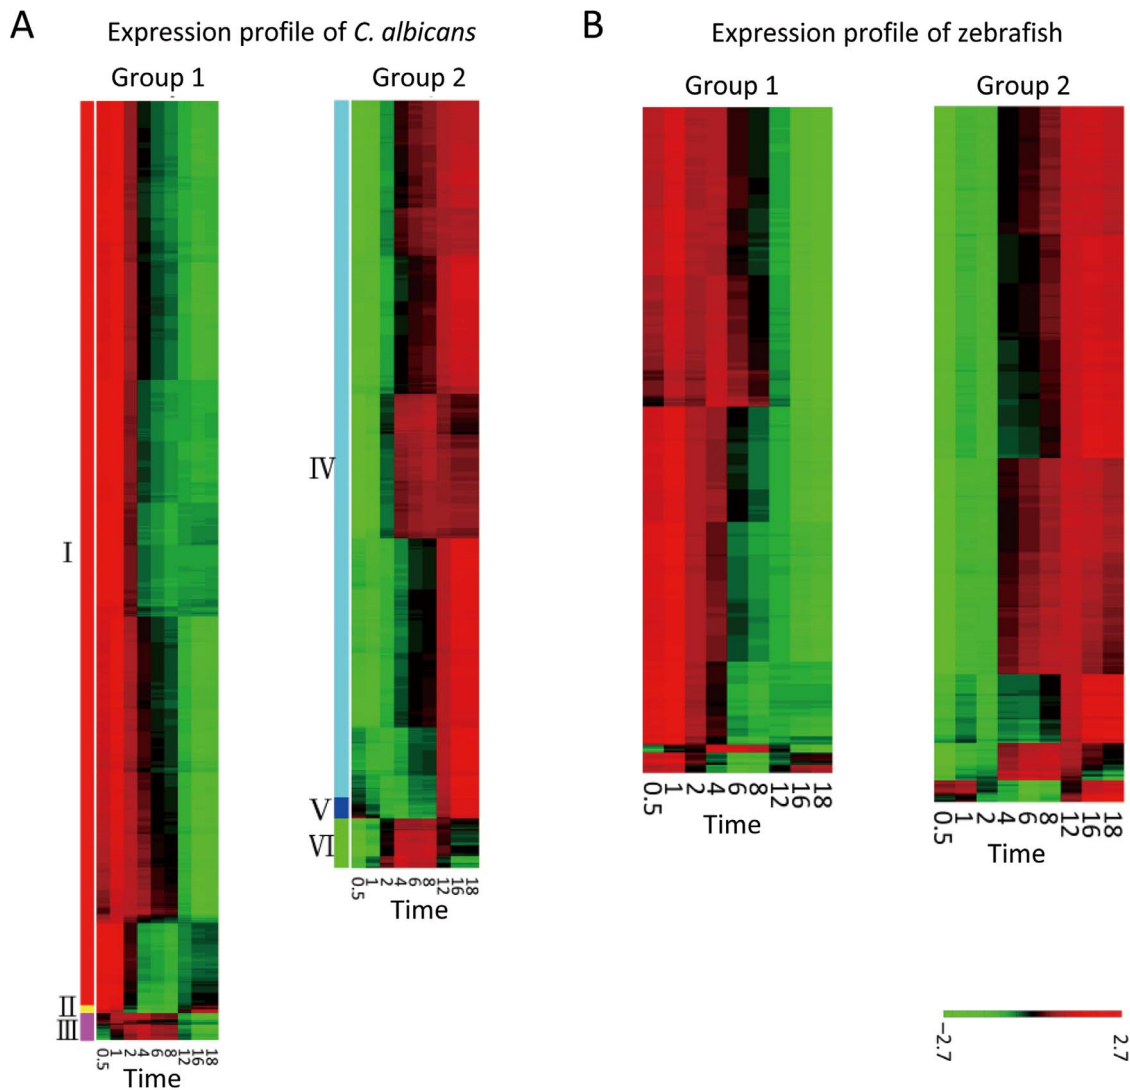 A
Expression profile of C. albicans
Group 1
Group 2
I
II
III
IV
V
VI
0.5 1 2 4 6 8 12 16 18
Time
0.5 1 2 4 6 8 12 16 18
Time
B
Expression profile of zebrafish
Group 1
Group 2
0.5 1 2 4 6 8 12 16 18
Time
0.5 1 2 4 6 8 12 16 18
Time
-2.7 2.7